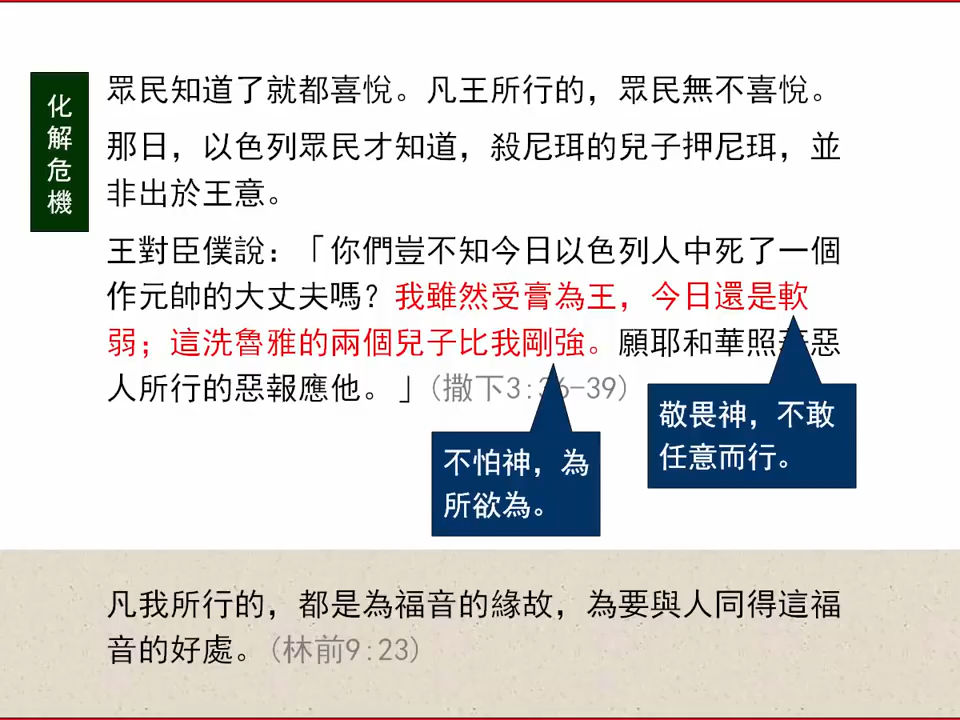 化解危機
眾民知道了就都喜悅。凡王所行的，眾民無不喜悅。
那日，以色列眾民才知道，殺尼珥的兒子押尼珥，並
非出於王意。
王對臣僕說：「你們豈不知今日以色列人中死了一個
作元帥的大丈夫嗎？我雖然受膏為王，今日還是軟
弱；這洗魯雅的兩個兒子比我剛強。願耶和華照著惡
人所行的惡報應他。」(撒下3:36-39)
敬畏神，不敢
任意而行。
不怕神，為
所欲為。
凡我所行的，都是為福音的緣故，為要與人同得這福
音的好處。(林前9:23)